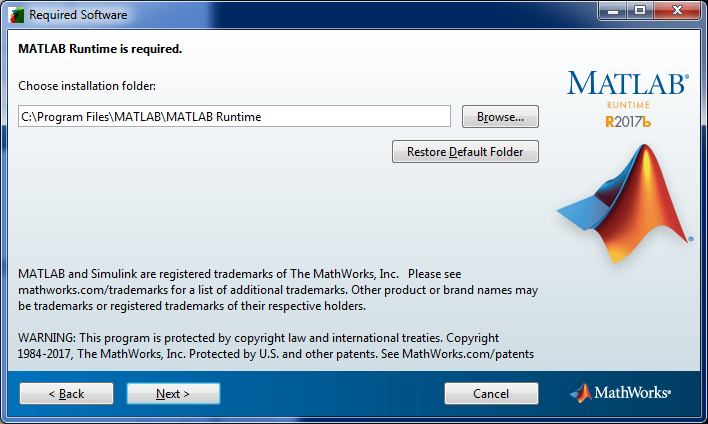 Required Software
MATLAB Runtime is required.
Choose installation folder:
C:\Program Files\MATLAB\MATLAB Runtime
Browse...
Restore Default Folder
MATLAB®
RUNTIME
R2017b
®
MATLAB and Simulink are registered trademarks of The MathWorks, Inc.   Please see
mathworks.com/trademarks for a list of additional trademarks. Other product or brand names may
be trademarks or registered trademarks of their respective holders.
WARNING: This program is protected by copyright law and international treaties. Copyright
1984-2017, The MathWorks, Inc. Protected by U.S. and other patents. See MathWorks.com/patents
< Back
Next >
Cancel
MathWorks®